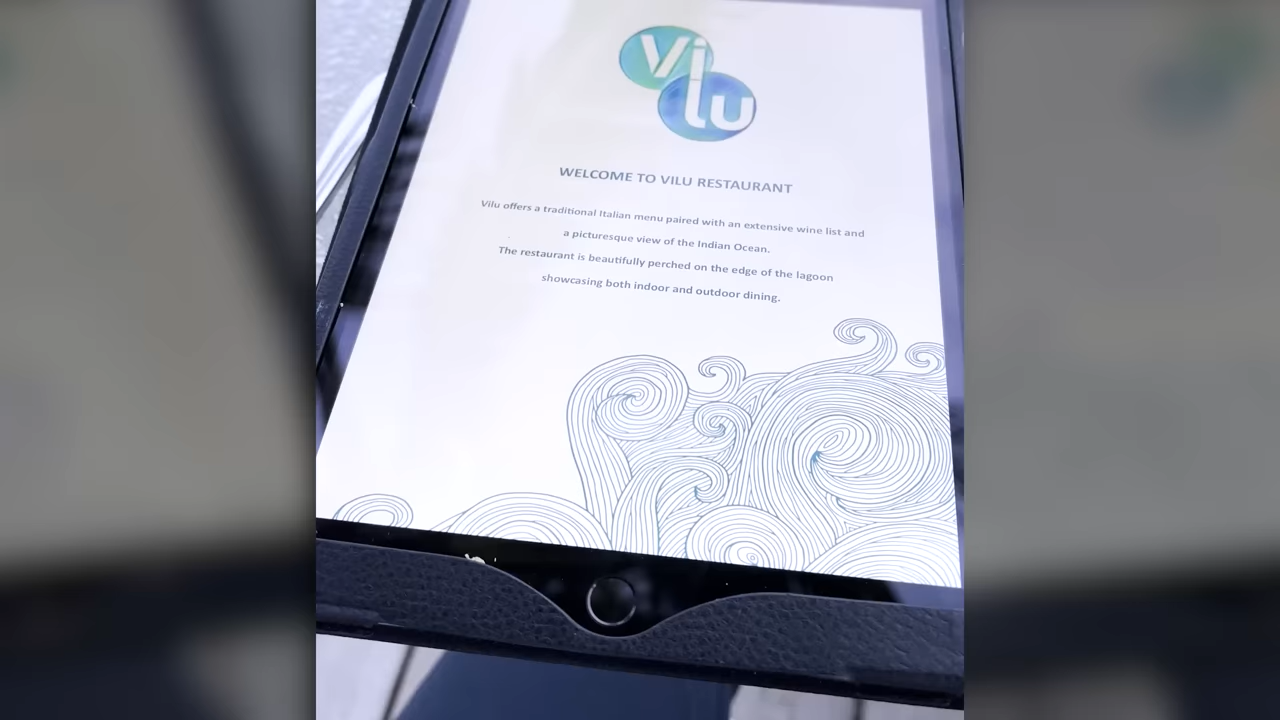 Vi
lu
WELCOME TO VILU RESTAURANT
Vilu offers a traditional Italian menu paired with an extensive wine list and
a picturesque view of the Indian Ocean.
The restaurant is beautifully perched on the edge of the lagoon
showcasing both indoor and outdoor dining.